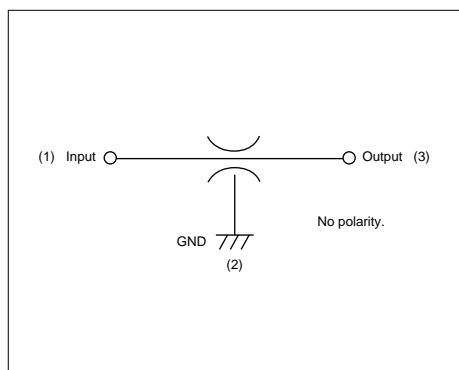 (1) Input Output (3)
No polarity.
GND
(2)